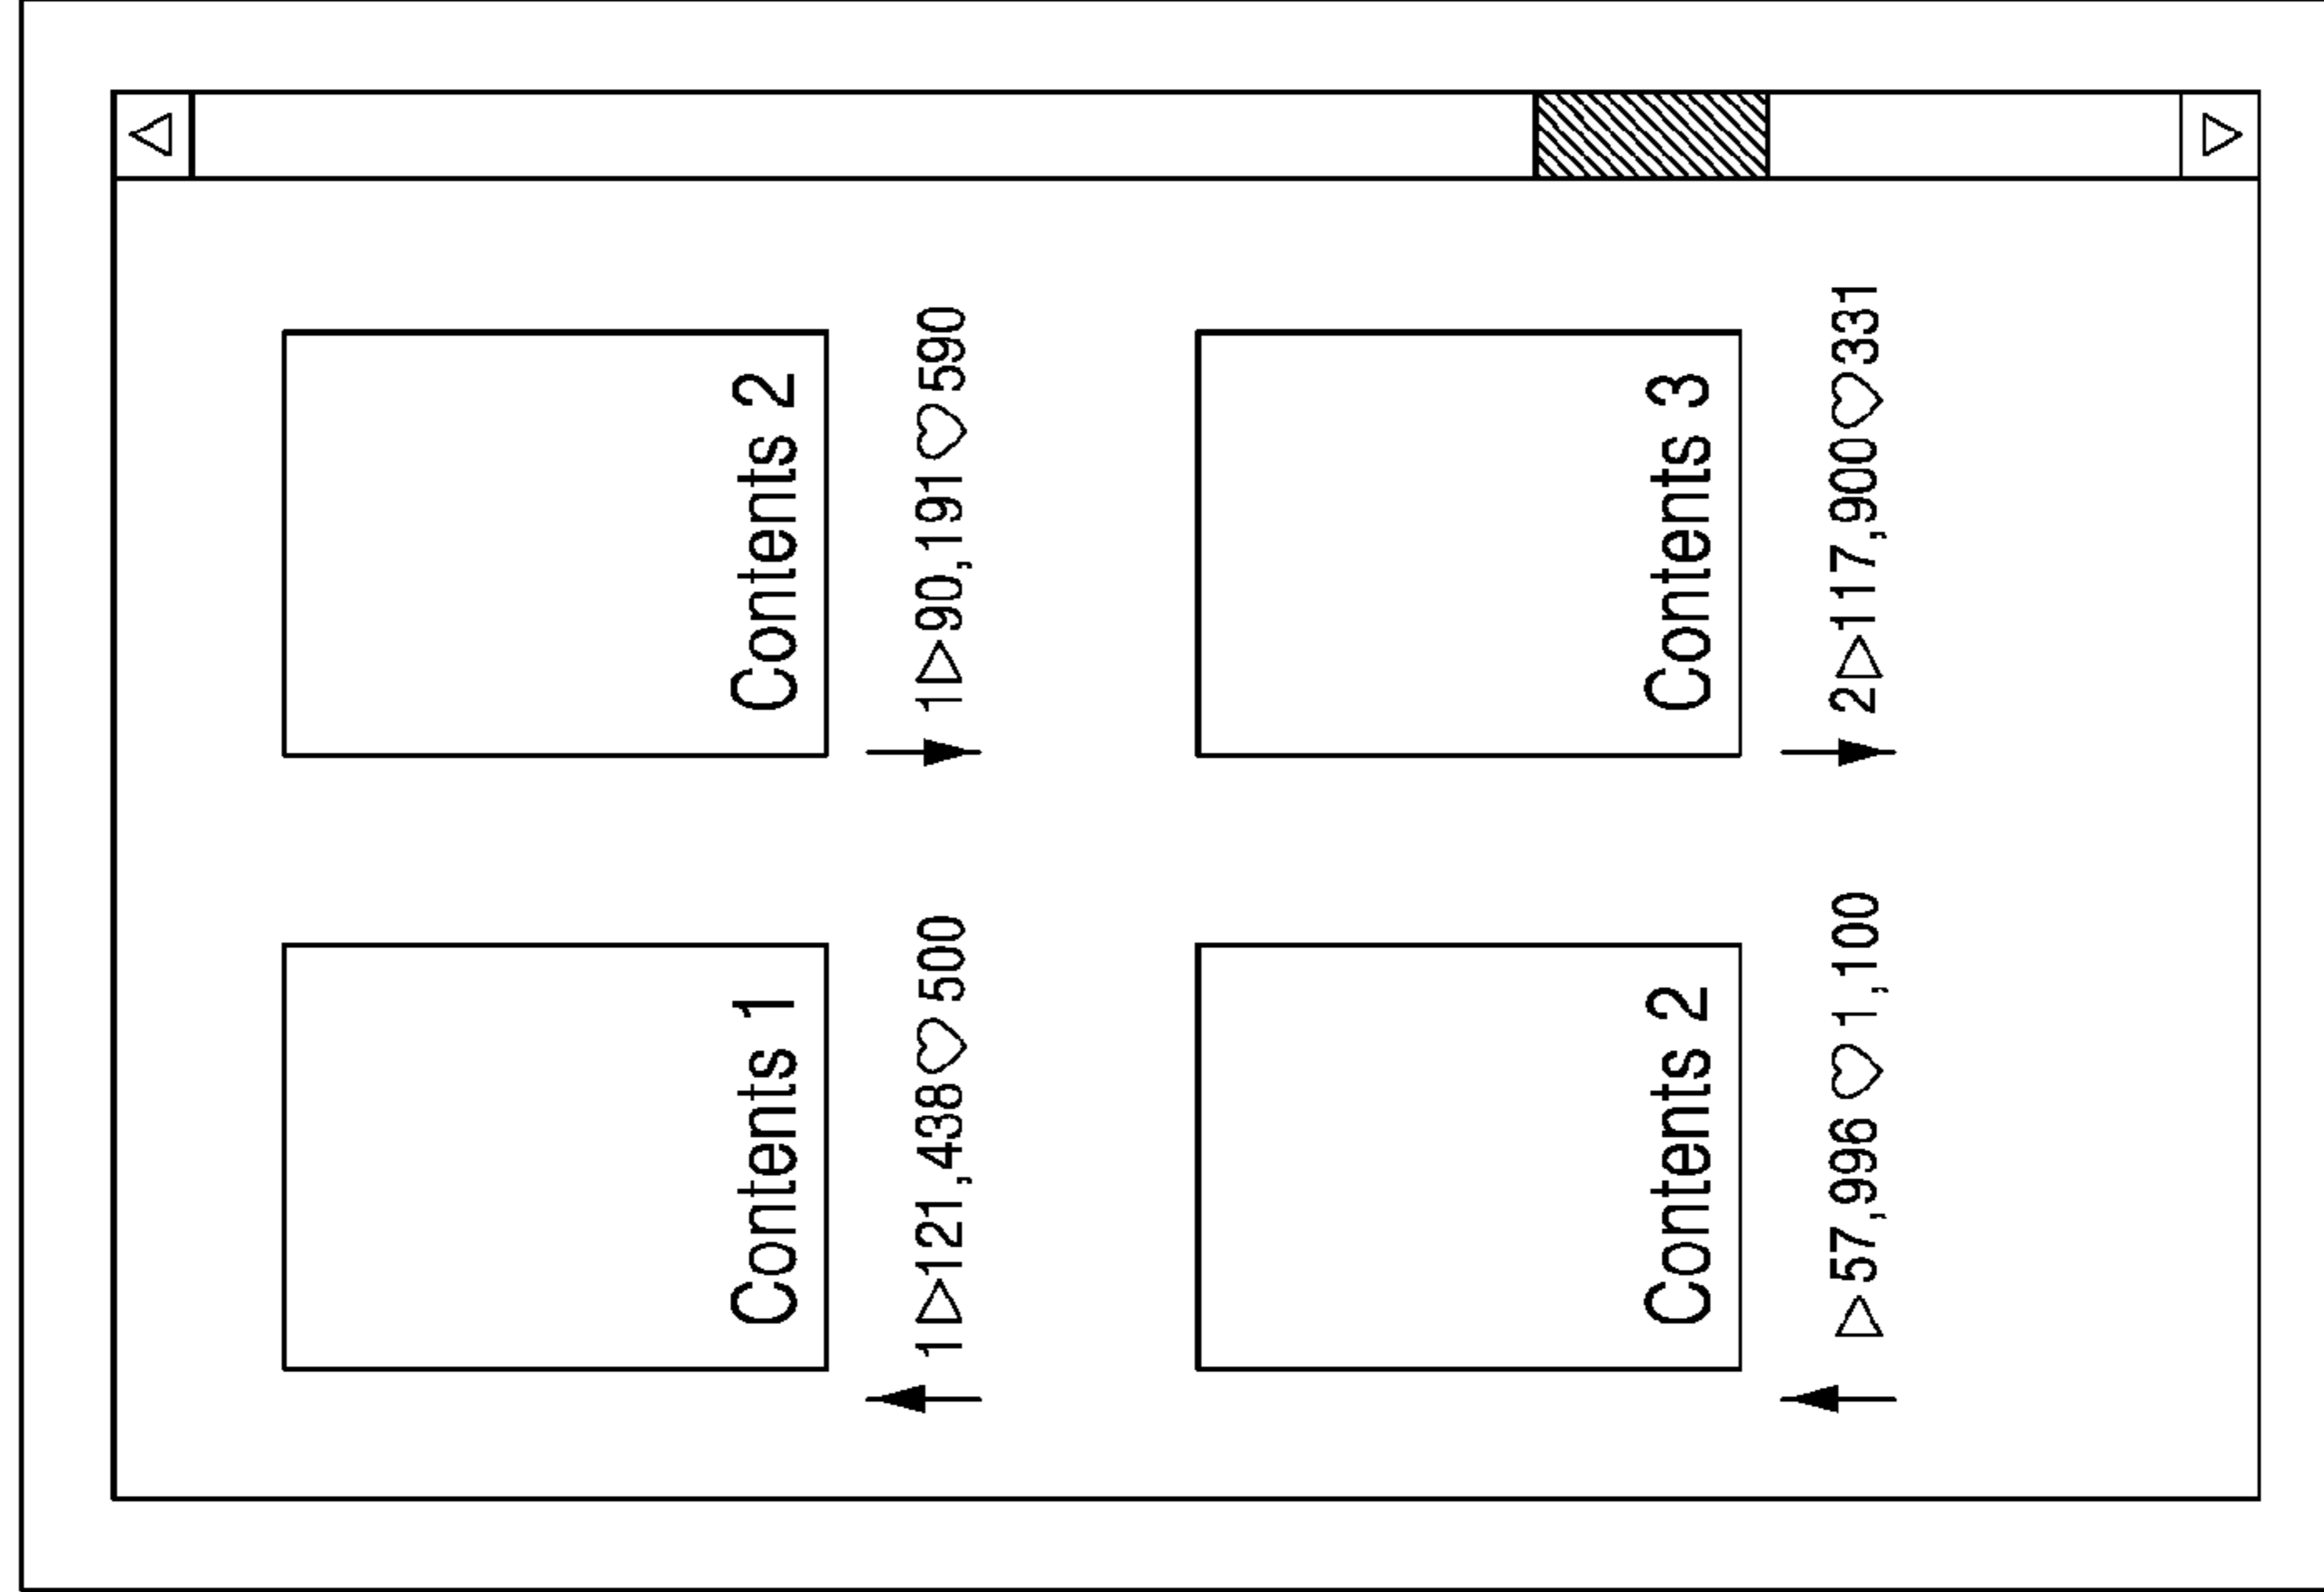 Contents 1 Contents 2
↑ 1▷121,438♡500 ↓ 1▷90,191♡590
Contents 2 Contents 3
↑ ▷57,996♡1,100 ↓ 2▷117,900♡331